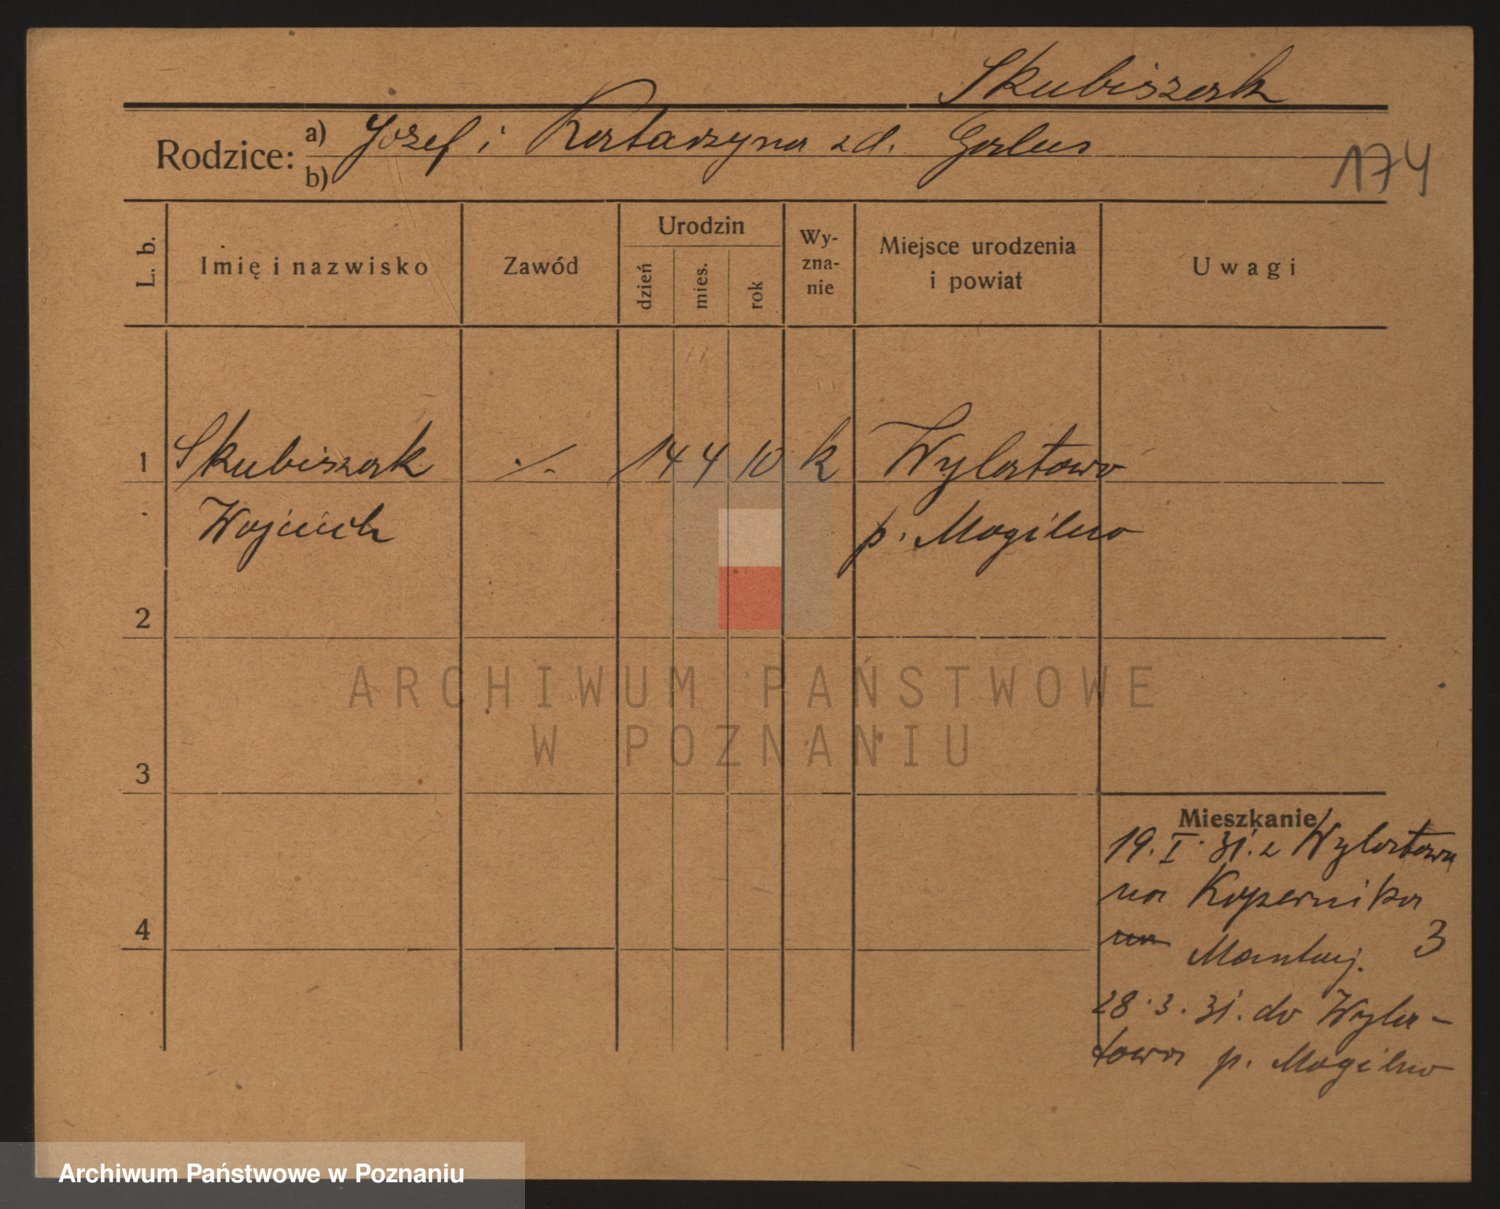 Skubiszak
Rodzice: a) Józef i Katarzyna zd. Galus
b)
174
L. b.
Imię i nazwisko
Zawód
Urodzin
dzień
mies.
rok
Wy-
zna-
nie
Miejsce urodzenia
i powiat
Uwagi
1 Skubiszak ./. 14 4 10 k Wylatowo
Wojciech p. Mogilno
2
3
4
Mieszkanie
19. I. 31. z Wylatowa
na Kopernika
na 3
28. 3. 31. do Wyla-
towa p. Mogilno
ARCHIWUM PAŃSTWOWE
W POZNANIU
Archiwum Państwowe w Poznaniu